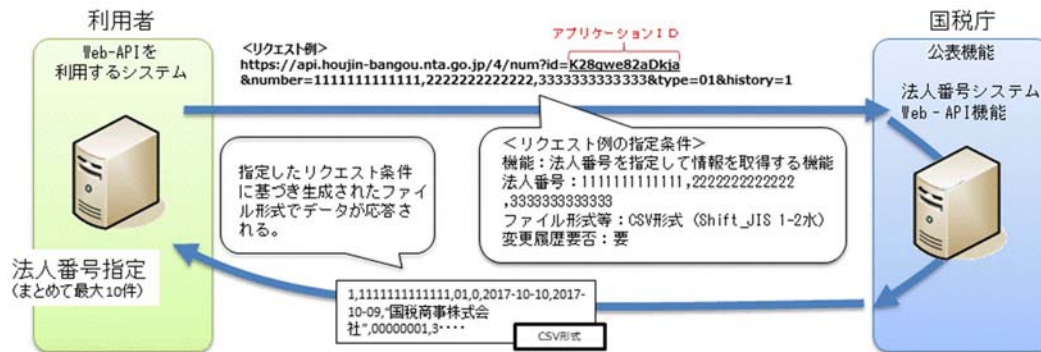 利用者
Web-APIを
利用するシステム
アプリケーションＩＤ
<リクエスト例>
https://api.houjin-bangou.nta.go.jp/4/num?id=K28gwe82aDkja
&number=1111111111111,2222222222222,3333333333333&type=01&history=1
国税庁
公表機能
法人番号システム
Web‐API機能
指定したリクエスト条件
に基づき生成されたファイ
ル形式でデータが応答さ
れる。
＜リクエスト例の指定条件＞
機能：法人番号を指定して情報を取得する機能
法人番号：1111111111111,2222222222222
,3333333333333
ファイル形式等：CSV形式（Shift_JIS 1-2水）
変更履歴要否：要
法人番号指定
(まとめて最大10件)
1,1111111111111,01,0,2017-10-10,2017-
10-09,"国税商事株式会
社",00000001,3････
CSV形式